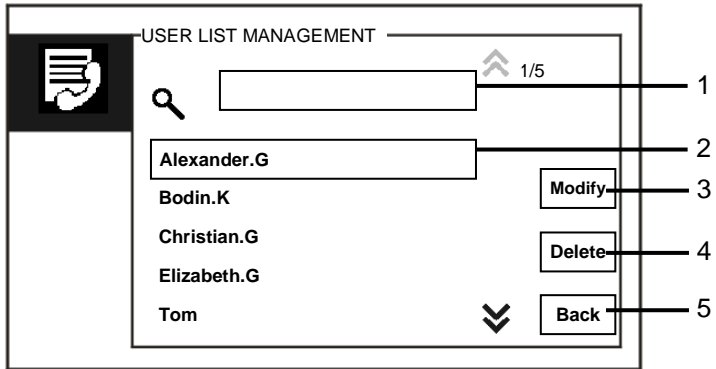 USER LIST MANAGEMENT
1/5
1
Alexander.G
2
Bodin.K
Modify
3
Christian.G
Delete
4
Elizabeth.G
Tom
Back
5